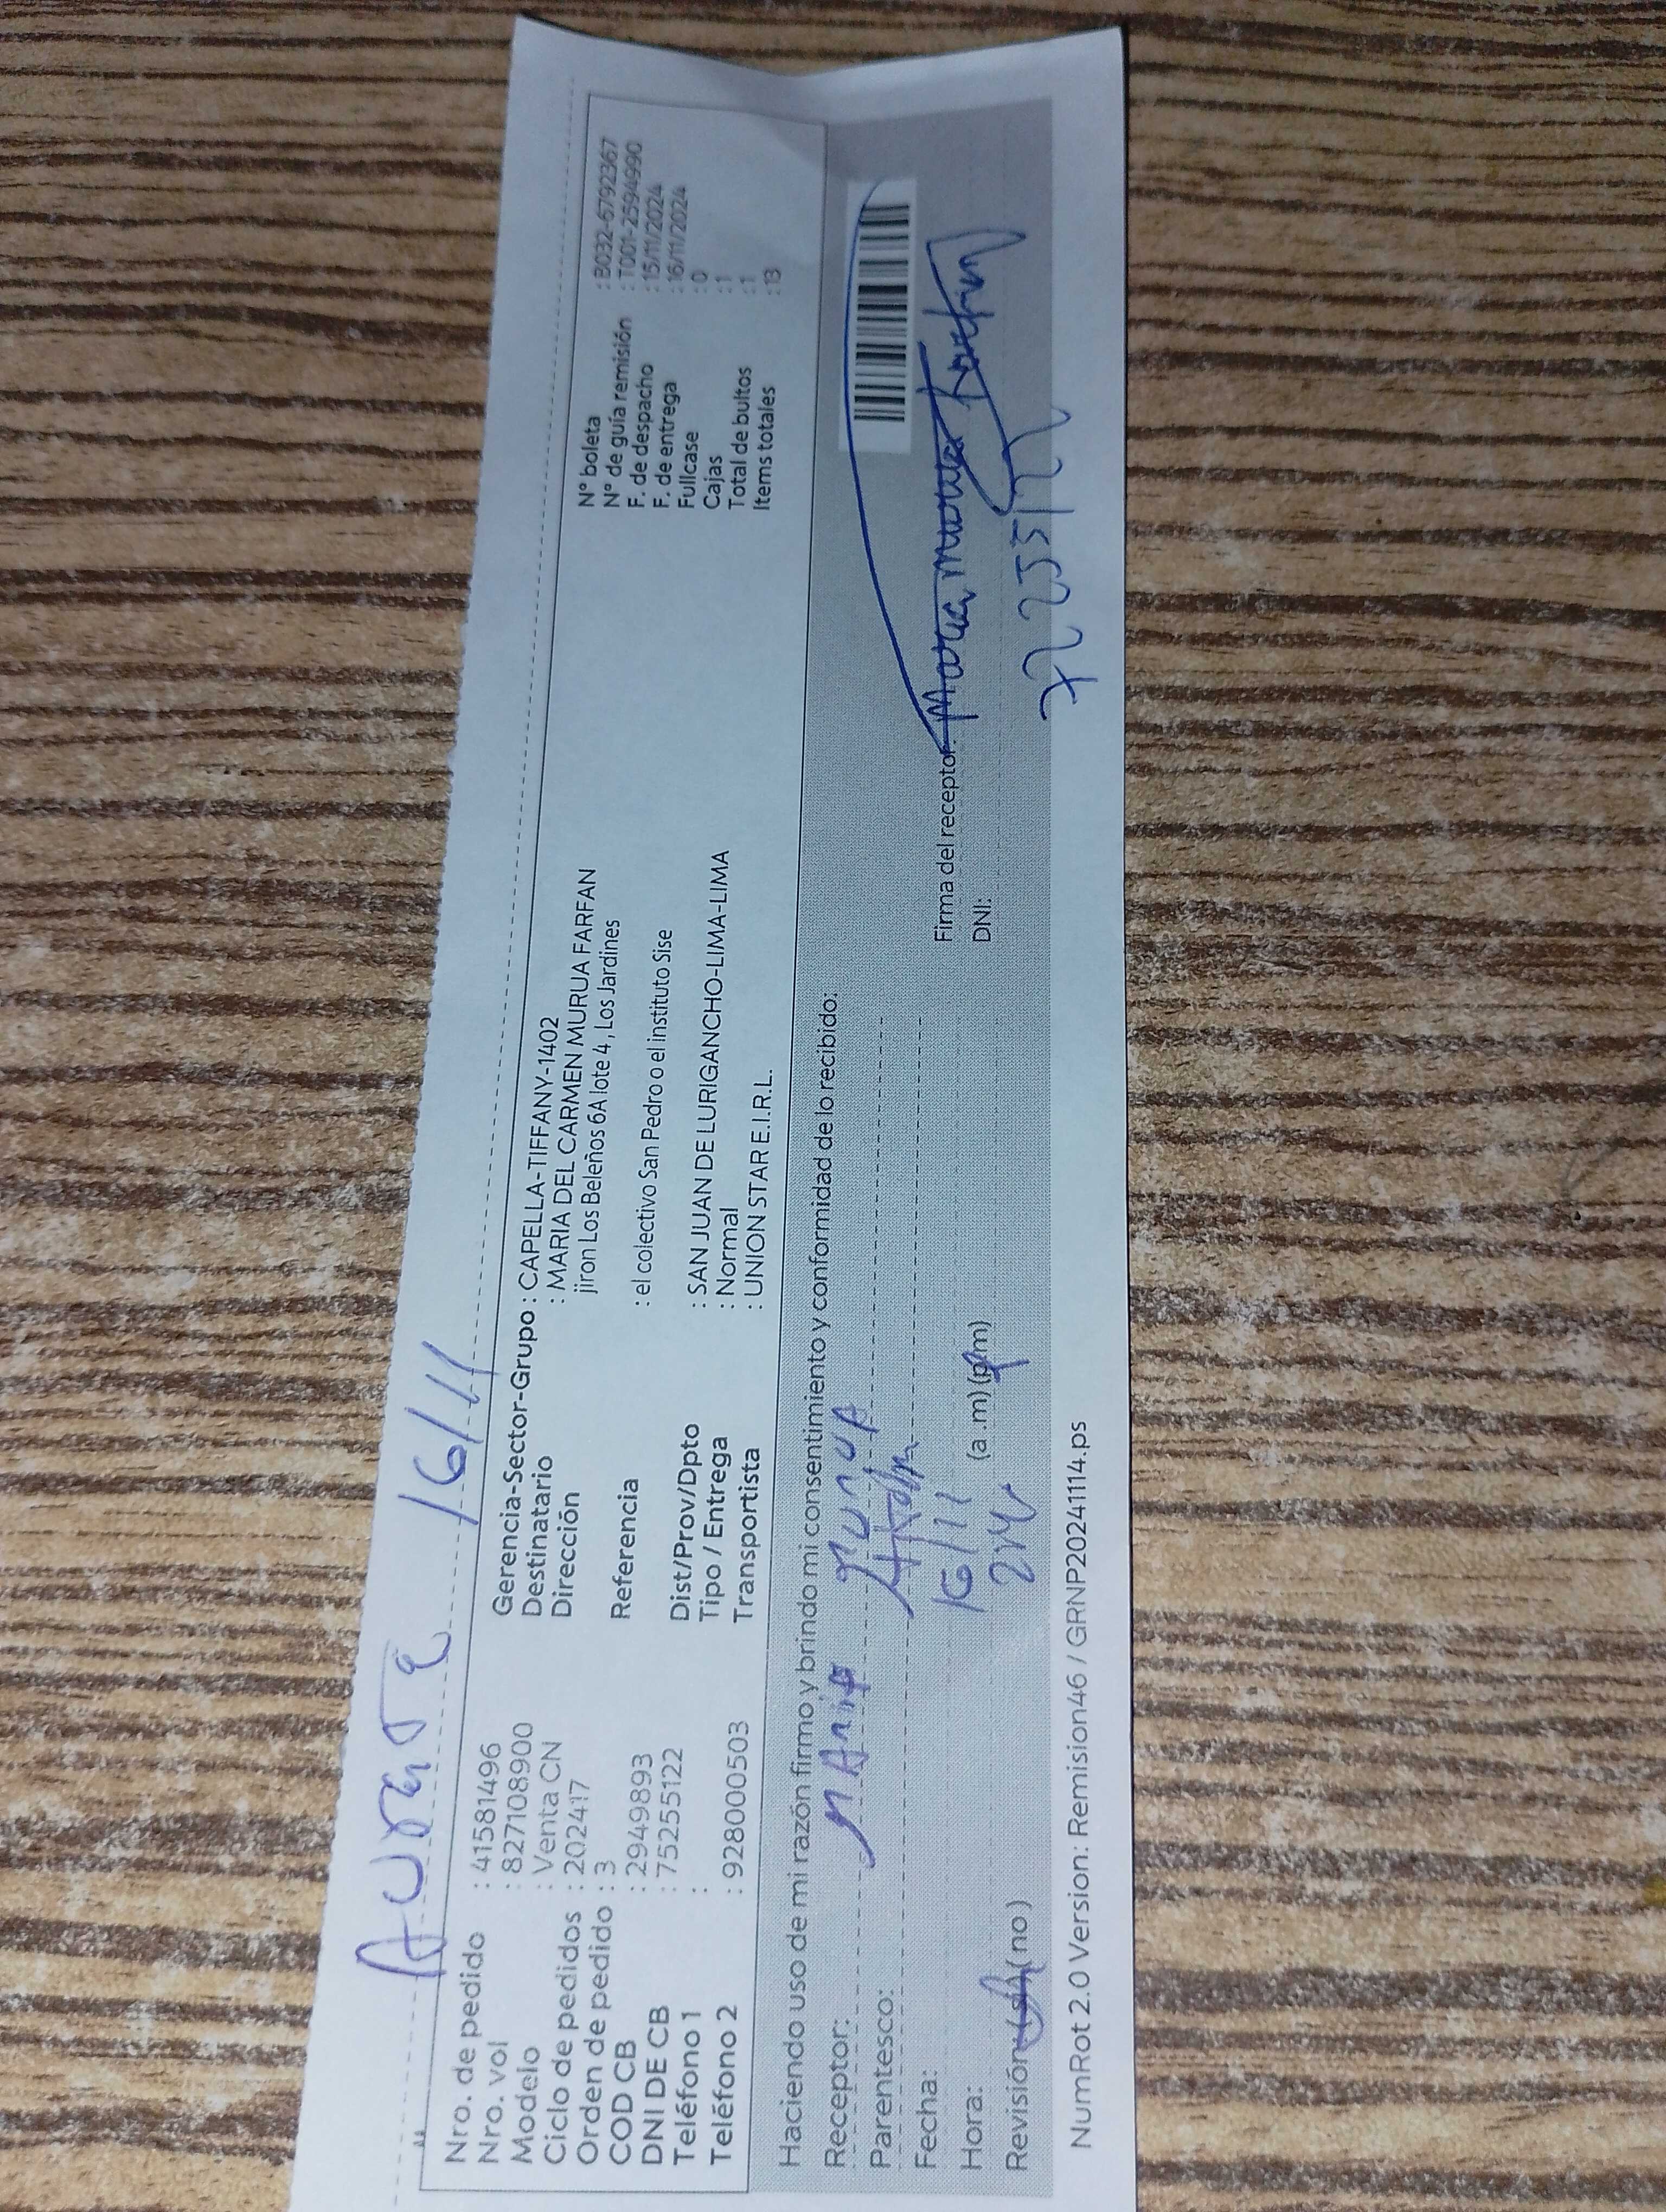 Aurora 16/11
Nro. de pedido : 41581496
Nro. vol : 827108900
Modelo : Venta CN
Ciclo de pedidos : 202417
Orden de pedido : 3
COD CB : 2949893
DNI DE CB : 75255122
Teléfono 1 :
Teléfono 2 : 928000503
Gerencia-Sector-Grupo : CAPELLA-TIFFANY-1402
Destinatario : MARIA DEL CARMEN MURUA FARFAN
Dirección jiron Los Beleños 6A lote 4 , Los Jardines
Referencia : el colectivo San Pedro o el instituto Sise
Dist/Prov/Dpto : SAN JUAN DE LURIGANCHO-LIMA-LIMA
Tipo / Entrega : Normal
Transportista : UNION STAR E.I.R.L.
N° boleta : B032-6792367
N° de guía remisión : T001-2594990
F. de despacho : 15/11/2024
F. de entrega : 16/11/2024
Fullcase : 0
Cajas : 1
Total de bultos : 1
Items totales : 13
Haciendo uso de mi razón firmo y brindo mi consentimiento y conformidad de lo recibido:
Receptor: Maria Murua
Parentesco:
Fecha: 16/11
Hora: (a .m) (p.m)
Revisión (si) (no)
Firma del receptor: Maria Murua Farfan
DNI:
NumRot 2.0 Version: Remision46 / GRNP20241114.ps